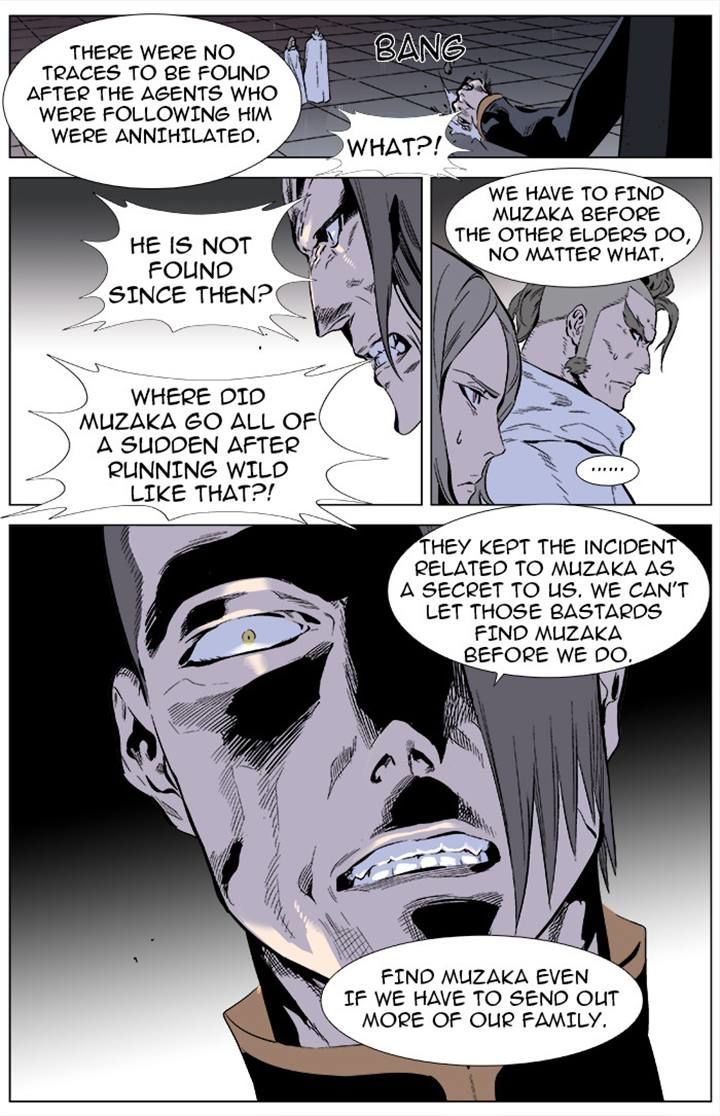 THERE WERE NO
TRACES TO BE FOUND
AFTER THE AGENTS WHO
WERE FOLLOWING HIM
WERE ANNIHILATED.
BANG
WHAT?!
HE IS NOT
FOUND
SINCE THEN?
WHERE DID
MUZAKA GO ALL OF
A SUDDEN AFTER
RUNNING WILD
LIKE THAT?!
WE HAVE TO FIND
MUZAKA BEFORE
THE OTHER ELDERS DO,
NO MATTER WHAT.
......
THEY KEPT THE INCIDENT
RELATED TO MUZAKA AS
A SECRET TO US. WE CAN'T
LET THOSE BASTARDS
FIND MUZAKA
BEFORE WE DO.
FIND MUZAKA EVEN
IF WE HAVE TO SEND OUT
MORE OF OUR FAMILY.